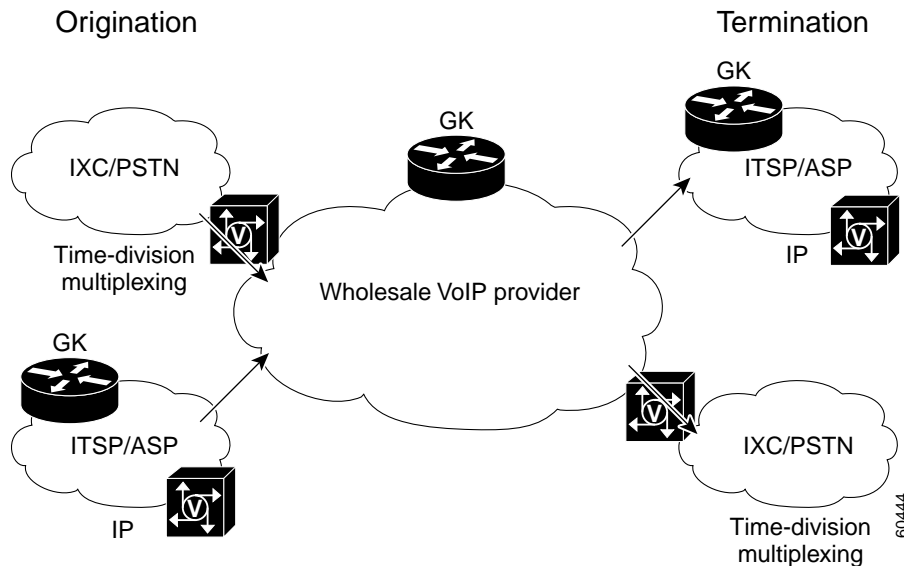 Origination
Termination
GK
GK
IXC/PSTN
ITSP/ASP
V
V
Time-division
multiplexing
IP
Wholesale VoIP provider
GK
ITSP/ASP
V
IXC/PSTN
V
IP
Time-division
multiplexing
60444